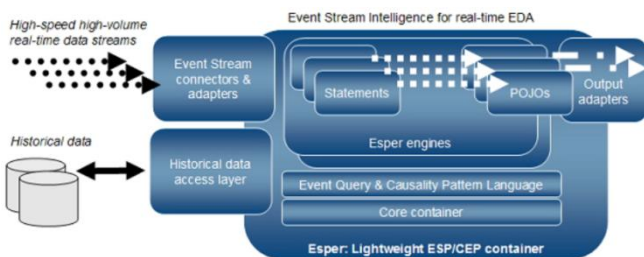 High-speed high-volume
real-time data streams
Event Stream Intelligence for real-time EDA
Event Stream
connectors &
adapters
Statements
POJOs
Output
adapters
Esper engines
Historical data
Historical data
access layer
Event Query & Causality Pattern Language
Core container
Esper: Lightweight ESP/CEP container